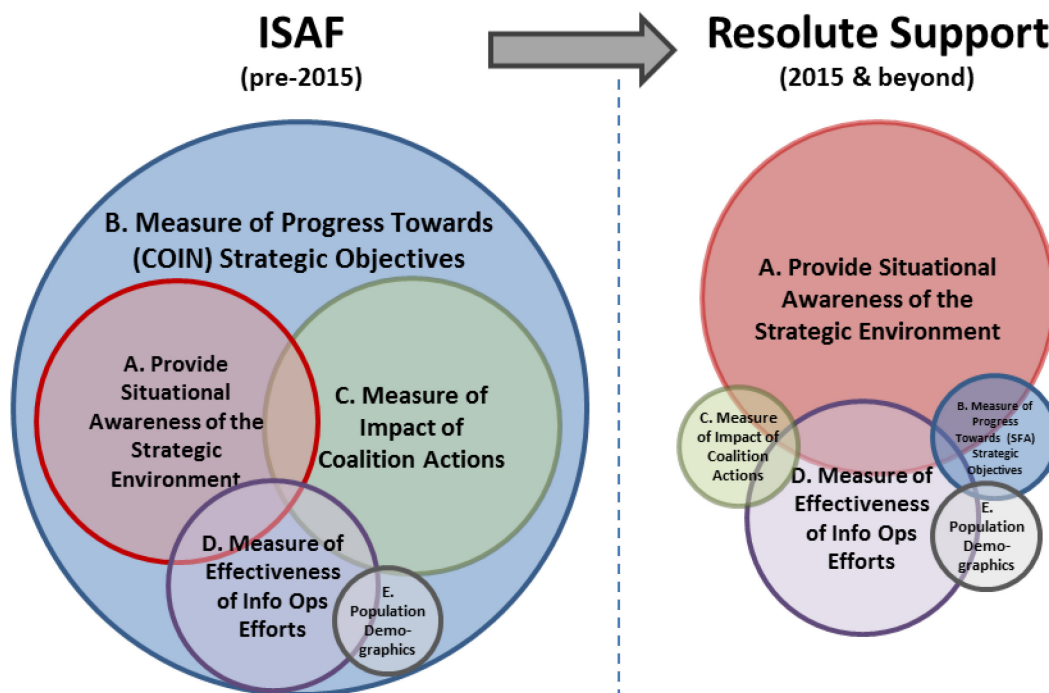 ISAF
(pre-2015)
B. Measure of Progress Towards
(COIN) Strategic Objectives
A. Provide
Situational
Awareness of the
Strategic
Environment
C. Measure of
Impact of
Coalition Actions
D. Measure of
Effectiveness
of Info Ops
Efforts
E.
Population
Demo-
graphics
Resolute Support
(2015 & beyond)
A. Provide Situational
Awareness of the
Strategic Environment
C. Measure
of Impact of
Coalition
Actions
B. Measure of
Progress
Towards (SFA)
Strategic
Objectives
D. Measure of
Effectiveness
of Info Ops
Efforts
E.
Population
Demo-
graphics